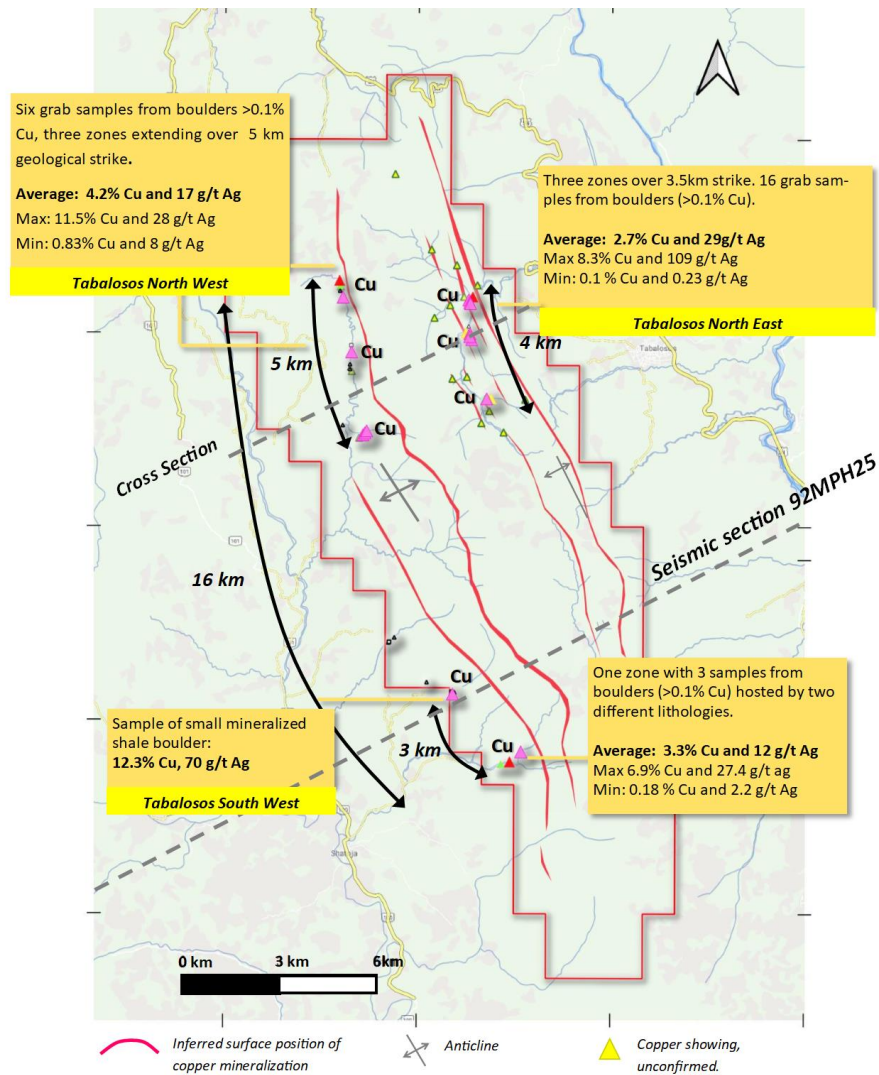 Six grab samples from boulders >0.1%
Cu, three zones extending over 5 km
geological strike.
Average: 4.2% Cu and 17 g/t Ag
Max: 11.5% Cu and 28 g/t Ag
Min: 0.83% Cu and 8 g/t Ag
Tabalosos North West
Three zones over 3.5km strike. 16 grab sam-
ples from boulders (>0.1% Cu).
Average: 2.7% Cu and 29g/t Ag
Max 8.3% Cu and 109 g/t Ag
Min: 0.1 % Cu and 0.23 g/t Ag
Tabalosos North East
Cu
Cu
Cu
Cu
Cu
Cu
5 km
4 km
Tabalosos
Cross Section
Seismic section 92MPH25
16 km
One zone with 3 samples from
boulders (>0.1% Cu) hosted by two
different lithologies.
Average: 3.3% Cu and 12 g/t Ag
Max 6.9% Cu and 27.4 g/t ag
Min: 0.18 % Cu and 2.2 g/t Ag
Cu
Cu
3 km
Sample of small mineralized
shale boulder:
12.3% Cu, 70 g/t Ag
Tabalosos South West
0 km
3 km
6km
Inferred surface position of
copper mineralization
Anticline
Copper showing,
unconfirmed.